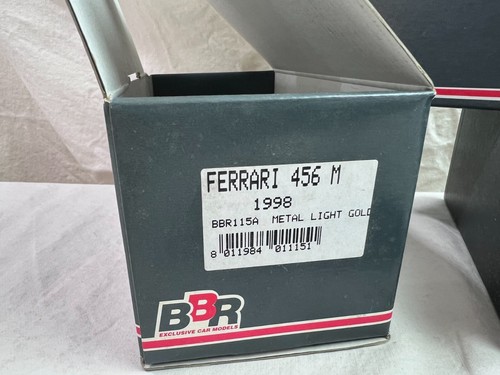 FERRARI 456 M
1998
BBR115A METAL LIGHT GOLD
8 011984 011151
BBR
EXCLUSIVE CAR MODELS